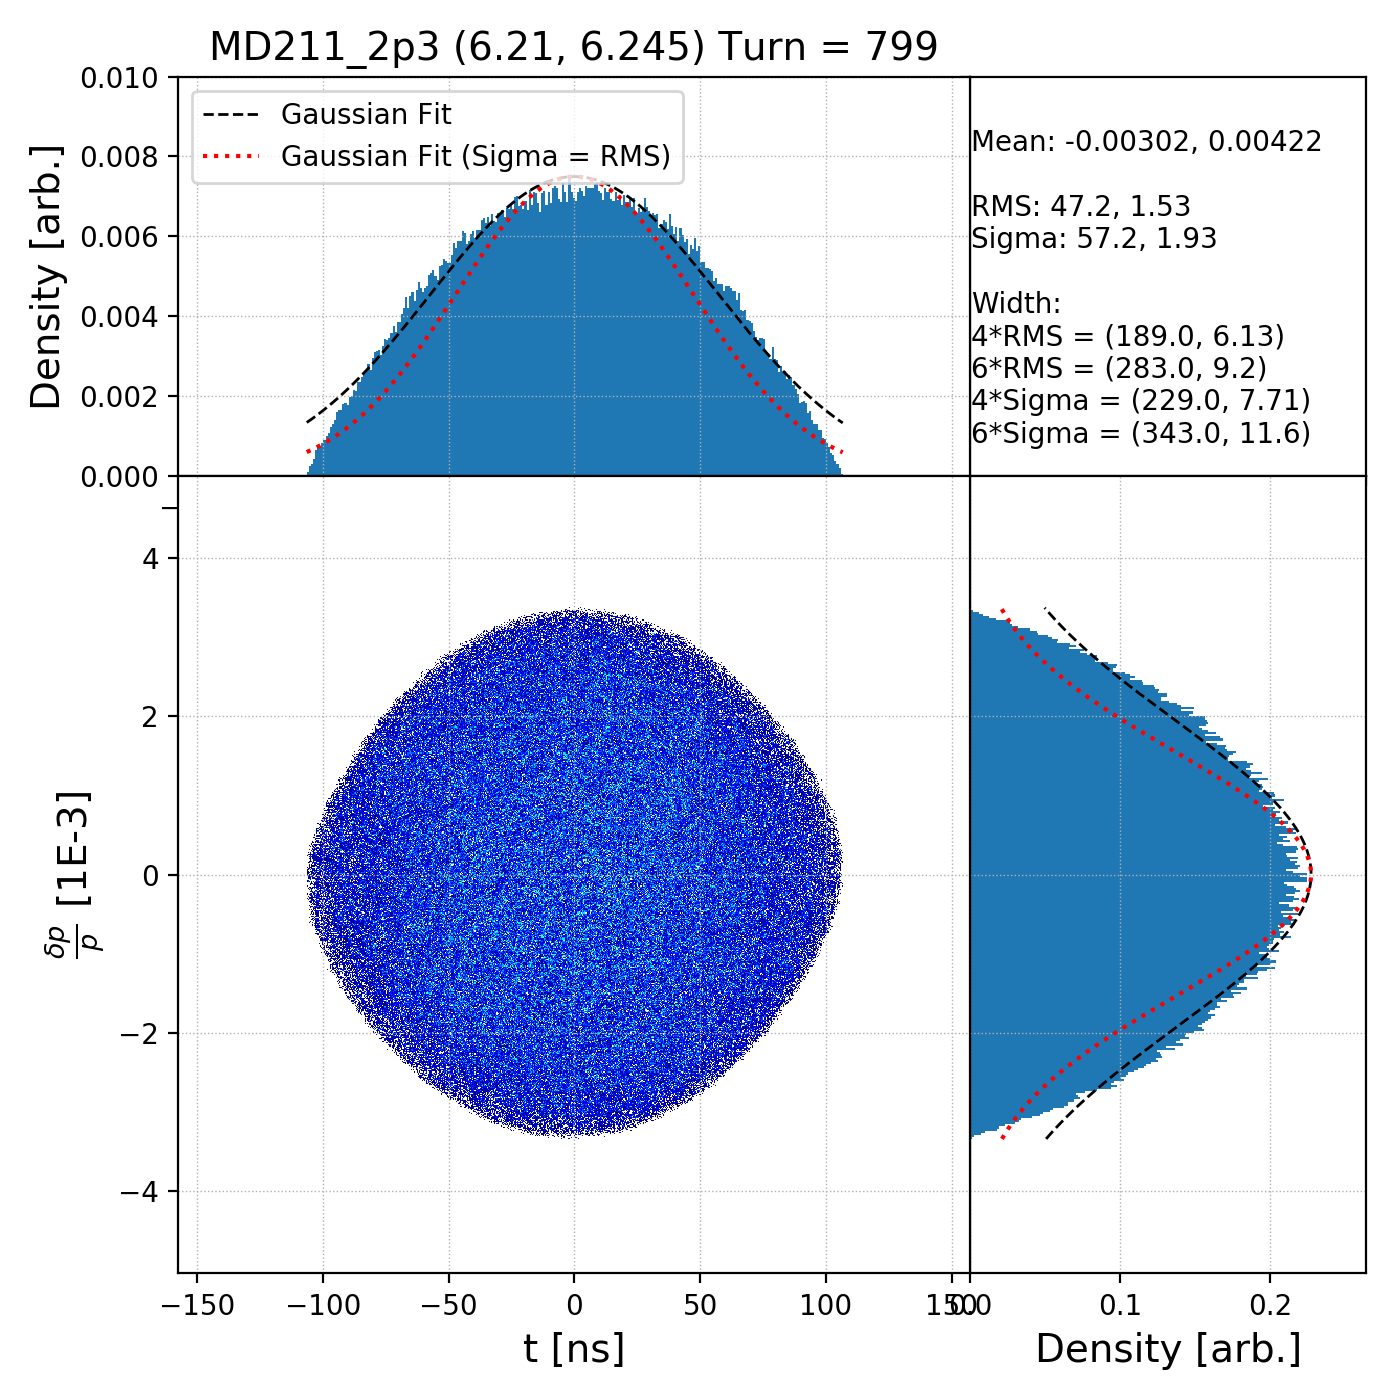 MD211_2p3 (6.21, 6.245) Turn = 799
0.010
0.008
0.006
0.004
0.002
0.000
Density [arb.]
Gaussian Fit
Gaussian Fit (Sigma = RMS)
Mean: -0.00302, 0.00422
RMS: 47.2, 1.53
Sigma: 57.2, 1.93
Width:
4*RMS = (189.0, 6.13)
6*RMS = (283.0, 9.2)
4*Sigma = (229.0, 7.71)
6*Sigma = (343.0, 11.6)
4
2
0
−2
−4
δp/p [1E-3]
−150 −100 −50 0 50 100 150
t [ns]
0.0 0.1 0.2
Density [arb.]